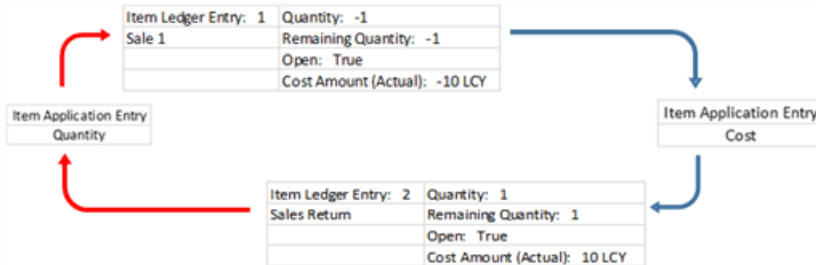 Item Ledger Entry: 1 Quantity: -1
Sale 1 Remaining Quantity: -1
Open: True
Cost Amount (Actual): -10 LCY
Item Application Entry
Quantity
Item Application Entry
Cost
Item Ledger Entry: 2 Quantity: 1
Sales Return Remaining Quantity: 1
Open: True
Cost Amount (Actual): 10 LCY